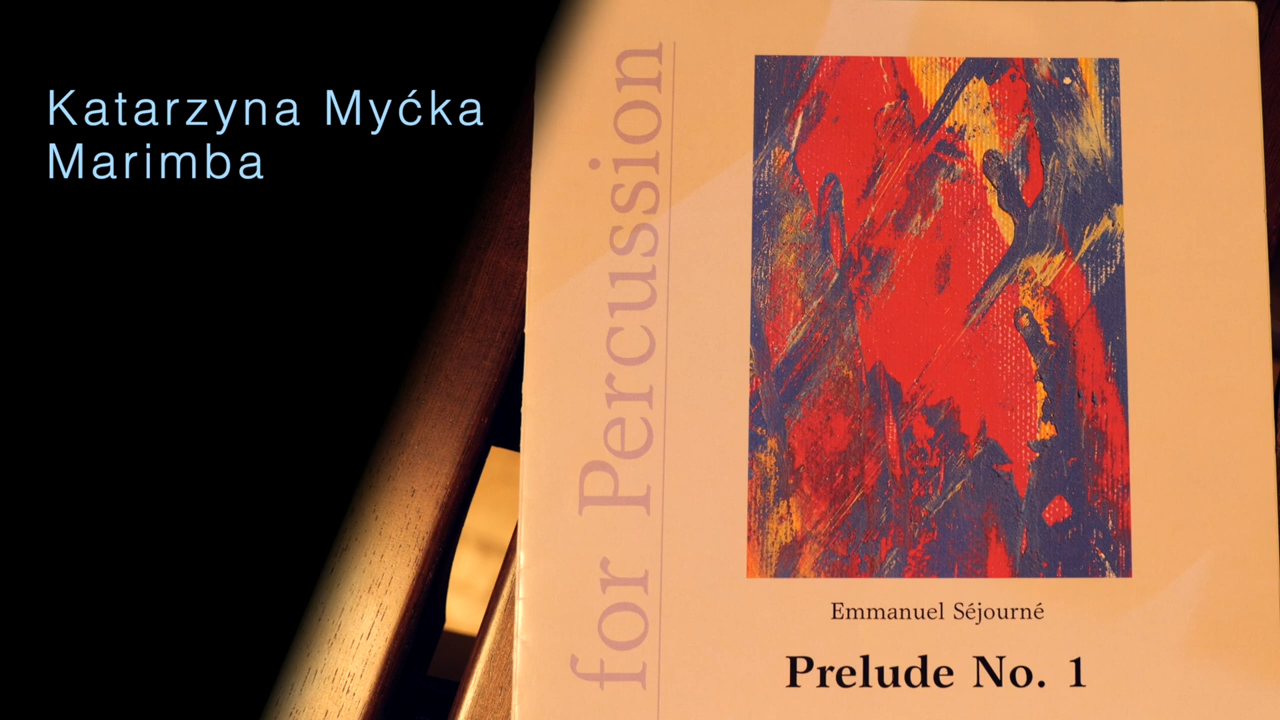 Katarzyna Myćka
Marimba
for Percussion
Emmanuel Séjourné
Prelude No. 1